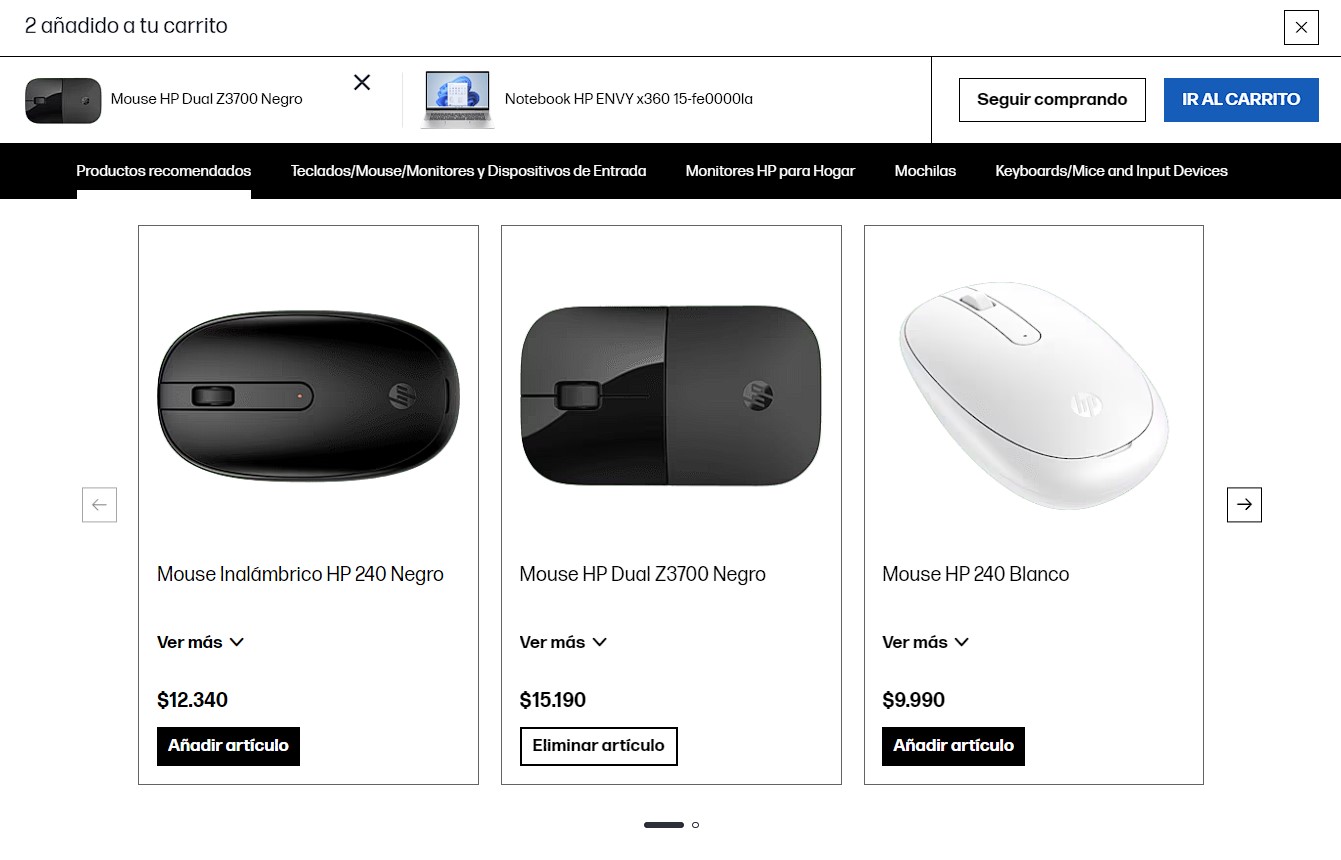 2 añadido a tu carrito
Mouse HP Dual Z3700 Negro
Notebook HP ENVY x360 15-fe0000la
Seguir comprando
IR AL CARRITO
Productos recomendados
Teclados/Mouse/Monitores y Dispositivos de Entrada
Monitores HP para Hogar
Mochilas
Keyboards/Mice and Input Devices
hp
hp
hp
Mouse Inalámbrico HP 240 Negro
Mouse HP Dual Z3700 Negro
Mouse HP 240 Blanco
Ver más
Ver más
Ver más
$12.340
$15.190
$9.990
Añadir artículo
Eliminar artículo
Añadir artículo